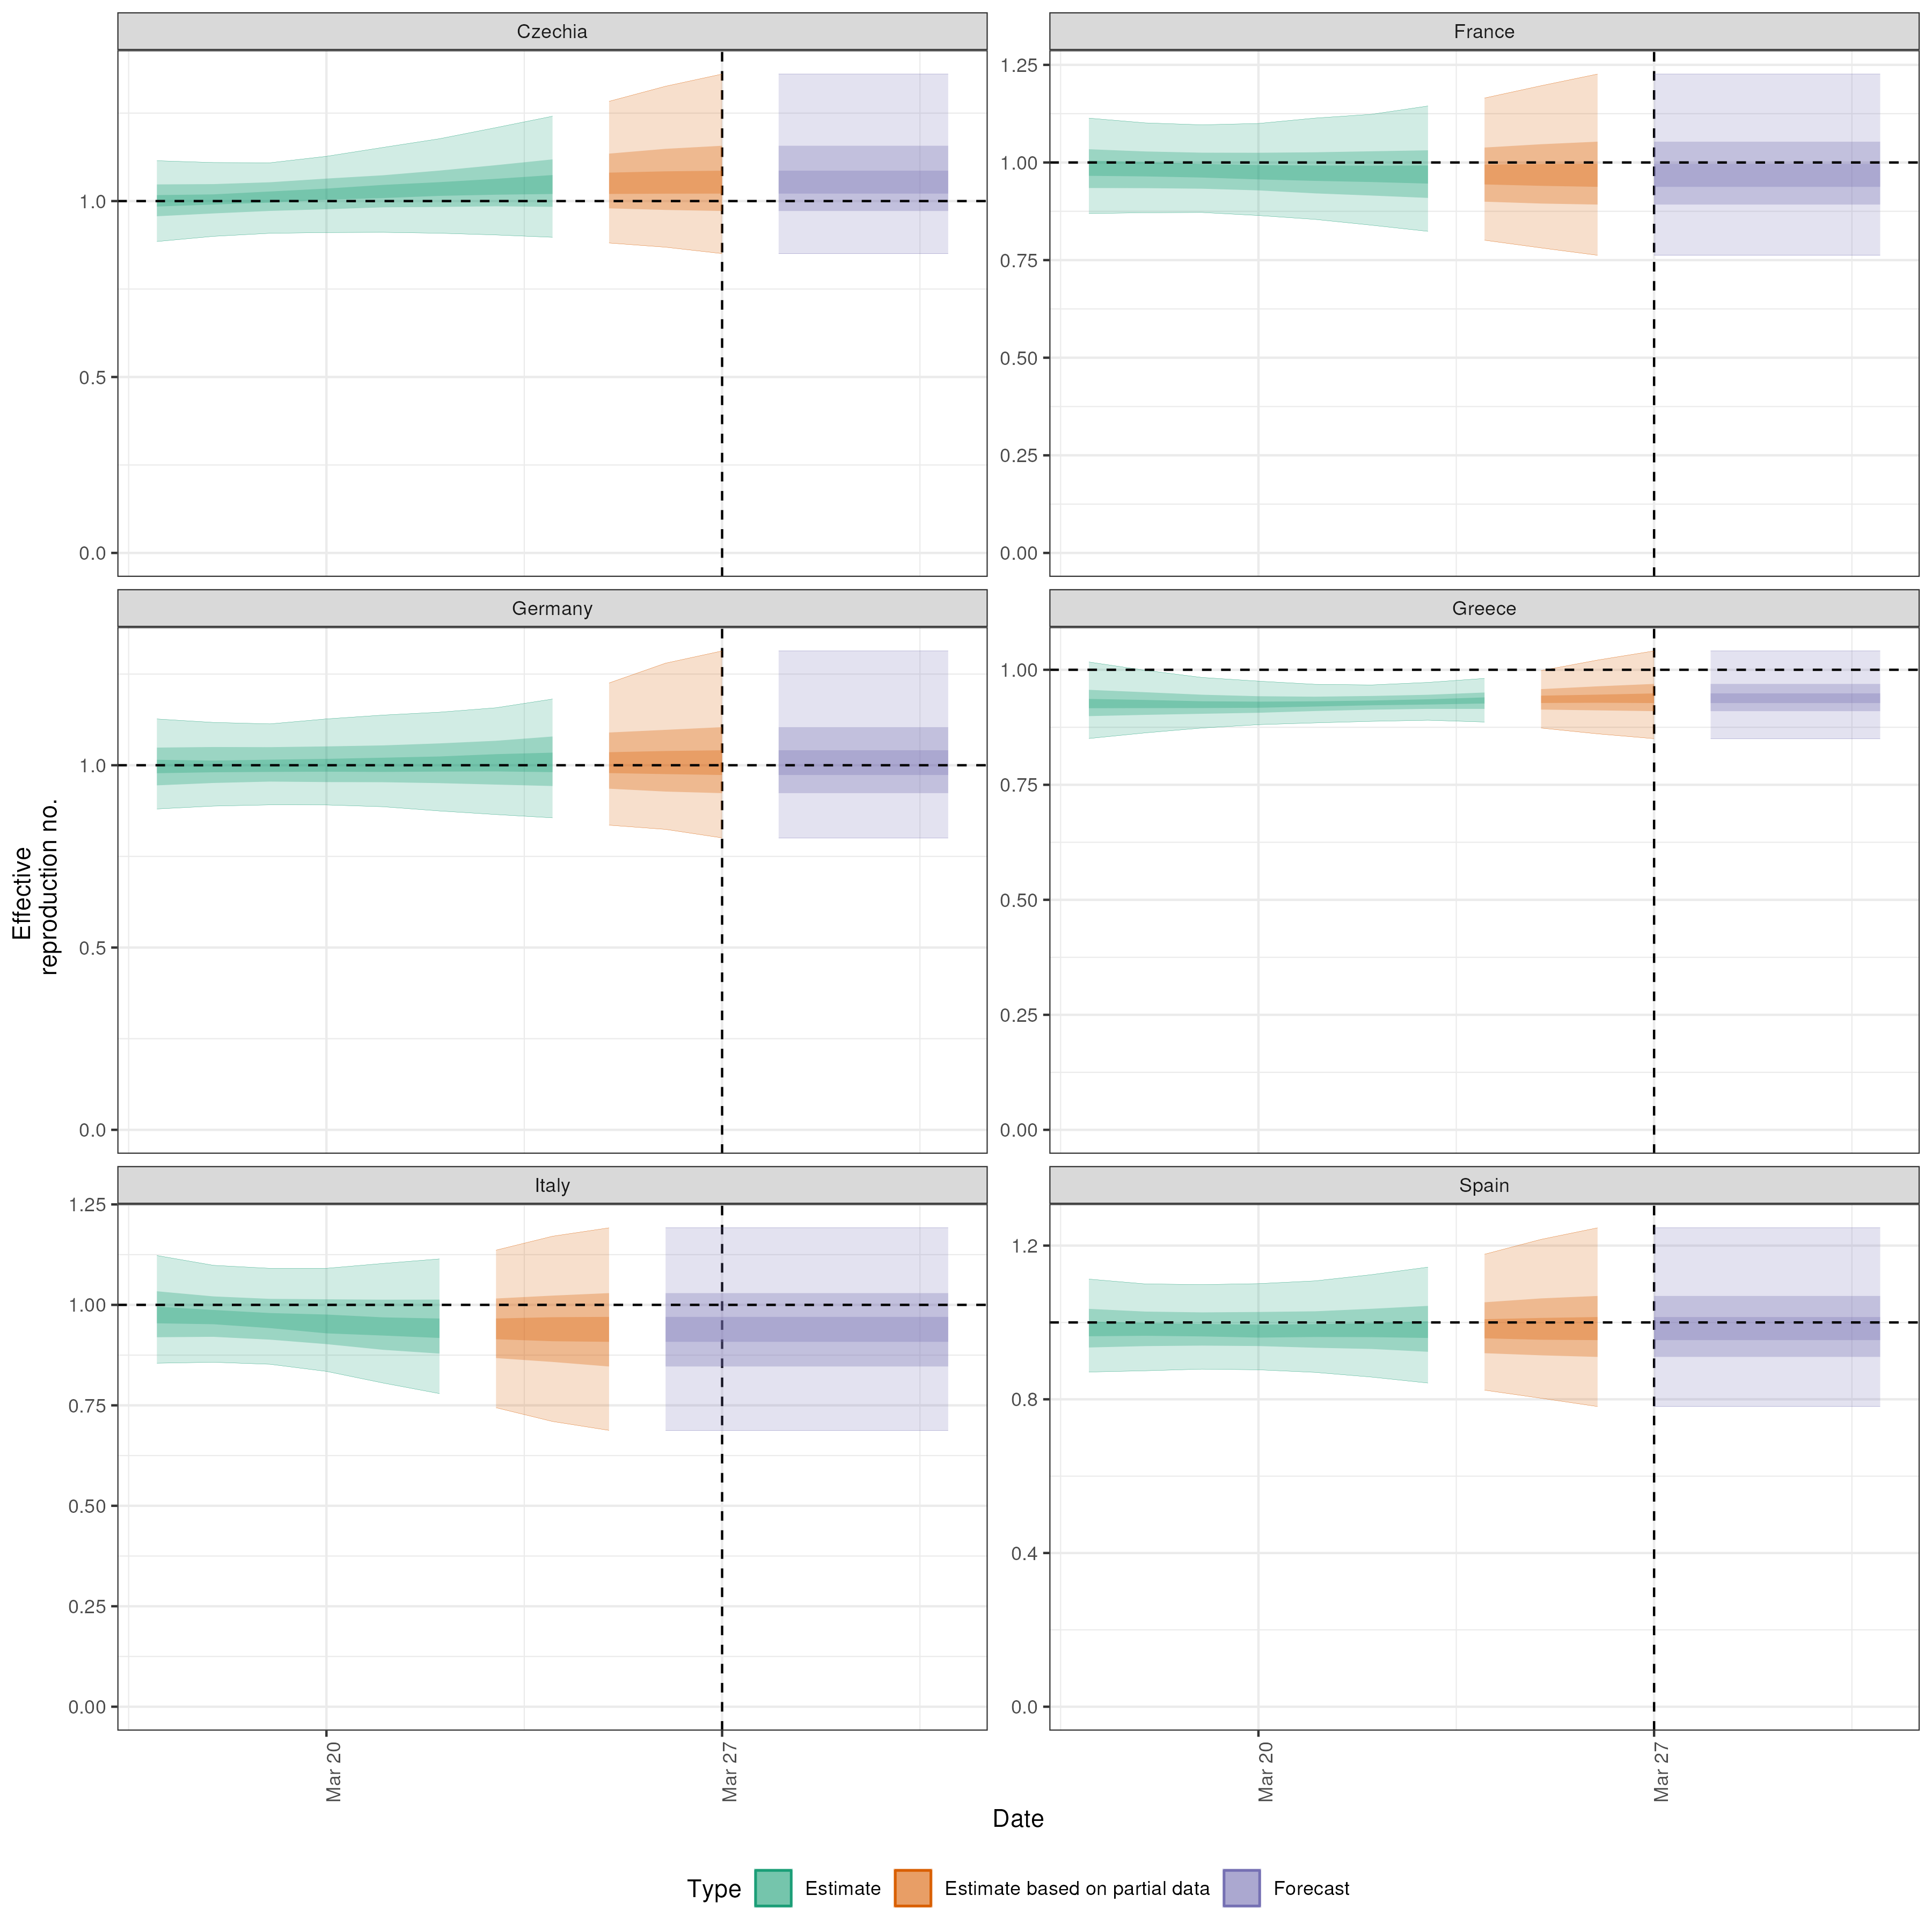 Czechia
France
1.0
0.5
0.0
1.25
1.00
0.75
0.50
0.25
0.00
Germany
Greece
1.0
0.5
0.0
1.00
0.75
0.50
0.25
0.00
Effective
reproduction no.
Italy
Spain
1.25
1.00
0.75
0.50
0.25
0.00
1.2
0.8
0.4
0.0
Mar 20
Mar 27
Mar 20
Mar 27
Date
Type
Estimate
Estimate based on partial data
Forecast